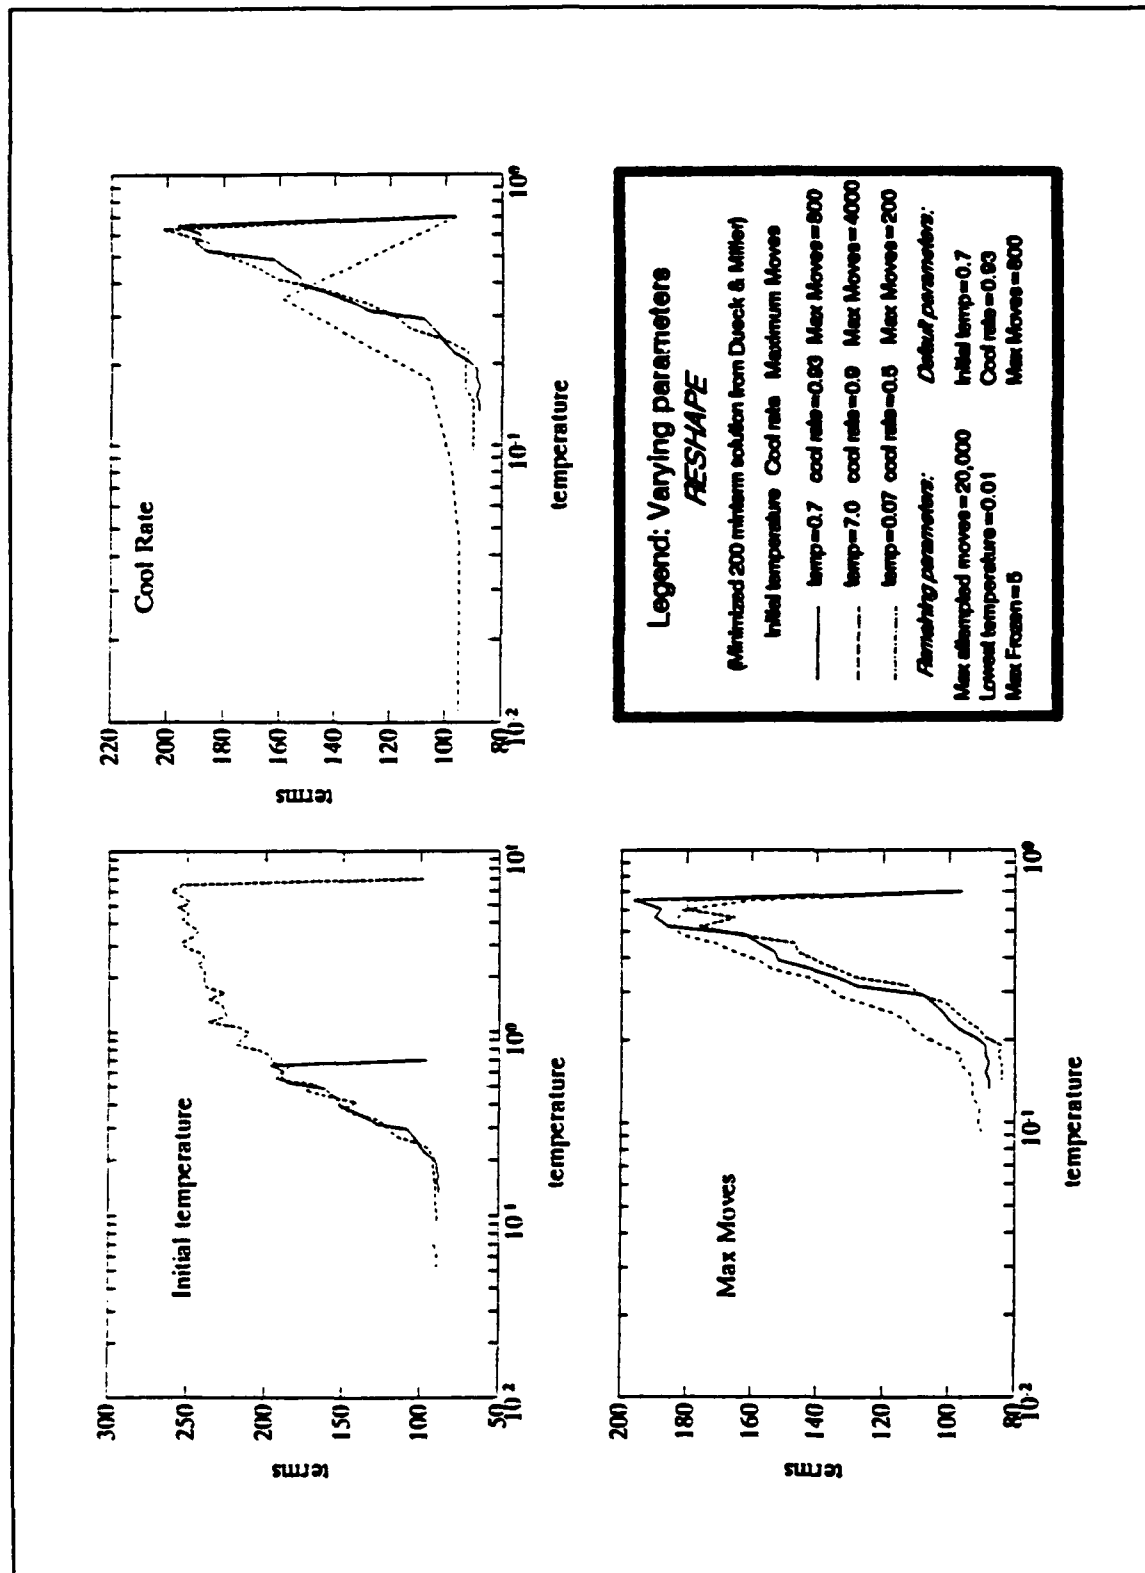 Initial temperature
300
250
200
150
100
50
terms
10-2
10-1
100
101
temperature
Cool Rate
220
200
180
160
140
120
100
80
terms
10-2
10-1
100
temperature
Max Moves
200
180
160
140
120
100
80
terms
10-2
10-1
100
temperature
Legend: Varying parameters
RESHAPE
(Minimized 200 minterm solution from Dueck & Miller)
Initial temperature Cool rate Maximum Moves
temp=0.7 cool rate=0.93 Max Moves=800
temp=7.0 cool rate=0.9 Max Moves=4000
temp=0.07 cool rate=0.5 Max Moves=200
Remaining parameters: Default parameters:
Max attempted moves=20,000 Initial temp=0.7
Lowest temperature=0.01 Cool rate=0.93
Max Frozen=5 Max Moves=800